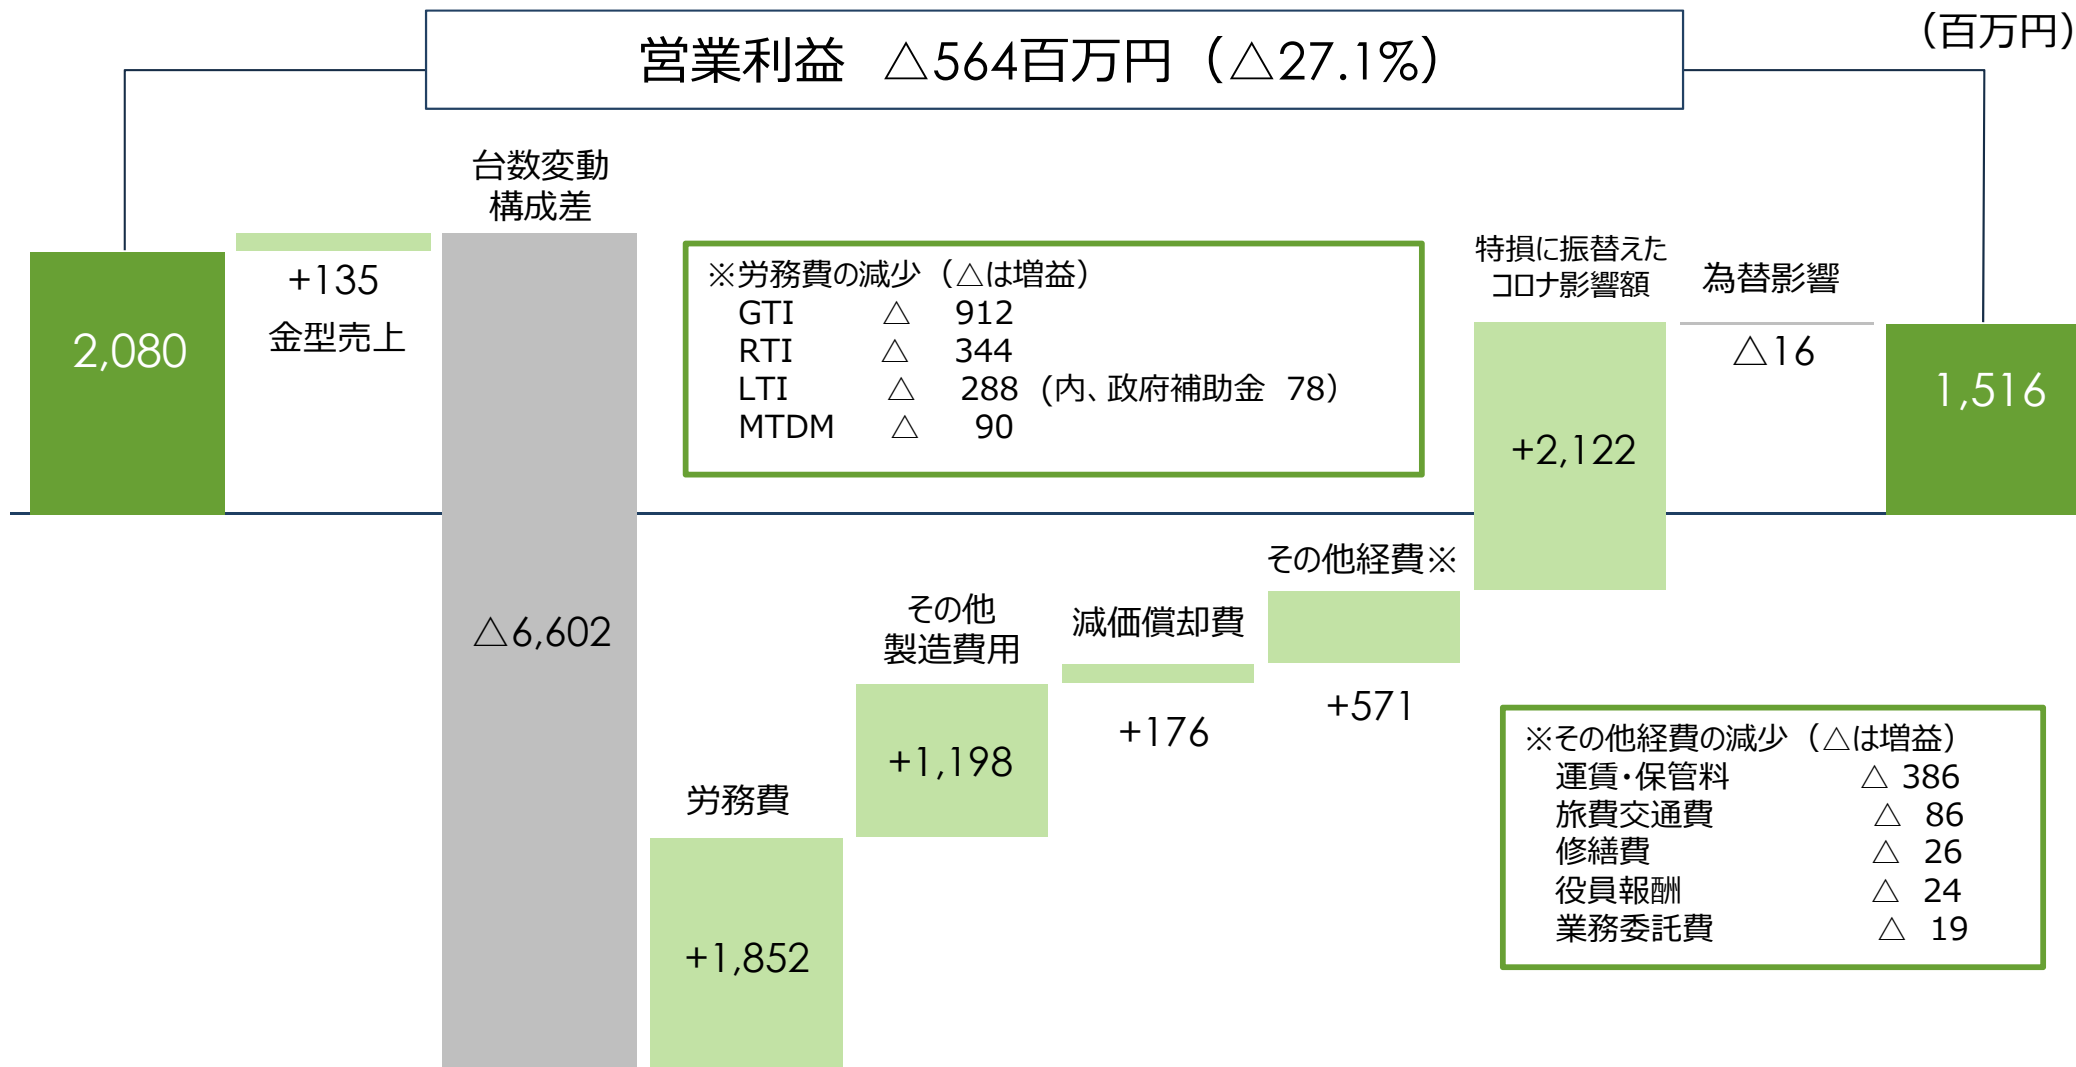 (百万円)
営業利益 △564百万円（△27.1%）
2,080
+135
金型売上
台数変動
構成差
△6,602
※労務費の減少（△は増益）
GTI △ 912
RTI △ 344
LTI △ 288 (内、政府補助金 78）
MTDM △ 90
労務費
+1,852
その他
製造費用
+1,198
減価償却費
+176
その他経費※
+571
特損に振替えた
コロナ影響額
+2,122
為替影響
△16
1,516
※その他経費の減少（△は増益）
運賃・保管料 △ 386
旅費交通費 △ 86
修繕費 △ 26
役員報酬 △ 24
業務委託費 △ 19